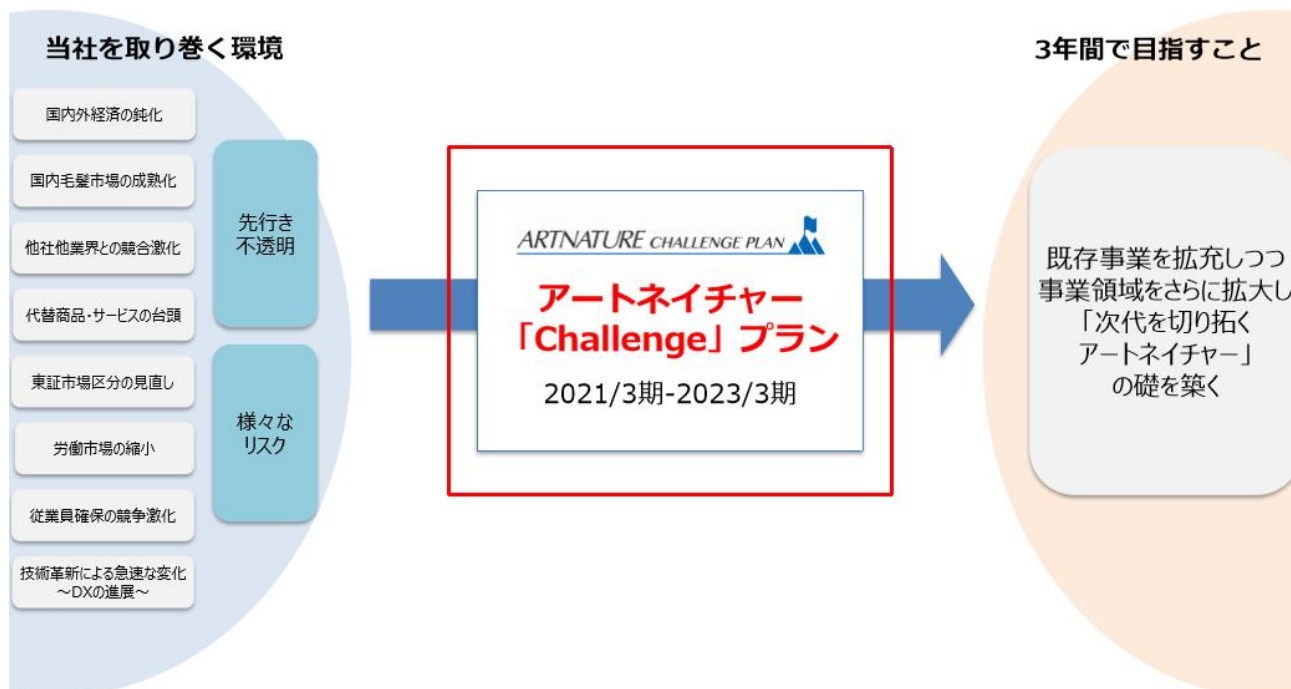 当社を取り巻く環境
国内外経済の鈍化
国内毛髪市場の成熟化
他社他業界との競合激化
代替商品・サービスの台頭
東証市場区分の見直し
労働市場の縮小
従業員確保の競争激化
技術革新による急速な変化
～DXの進展～
先行き
不透明
様々な
リスク
ARTNATURE CHALLENGE PLAN
アートネイチャー
「Challenge」プラン
2021/3期-2023/3期
3年間で目指すこと
既存事業を拡充しつつ
事業領域をさらに拡大し
「次代を切り拓く
アートネイチャー」
の礎を築く